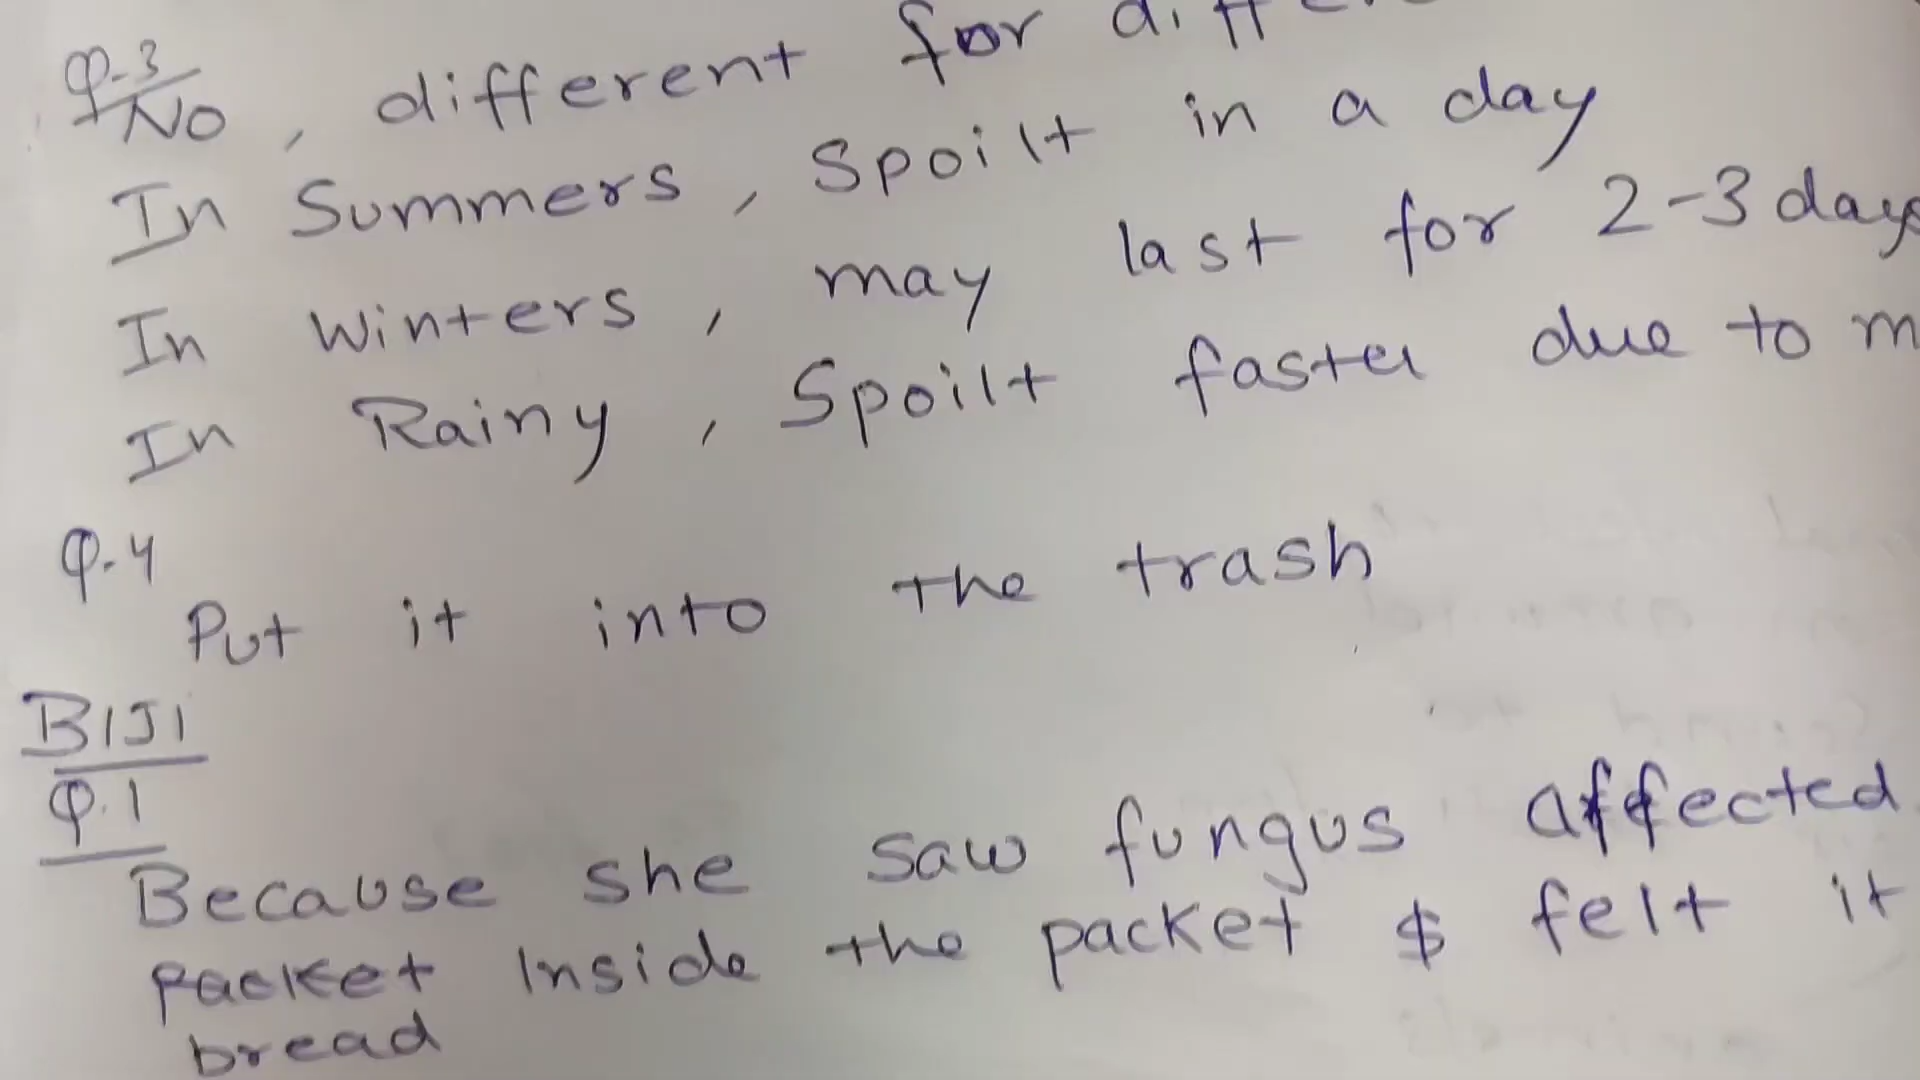 Q.3
No, different for
In Summers, Spoilt in a day
In Winters, may last for 2-3 days
In Rainy, Spoilt faster due to
Q.4
Put it into the trash
BIJI
Q.1
Because she saw fungus affected
packet Inside the packet $ felt it
bread